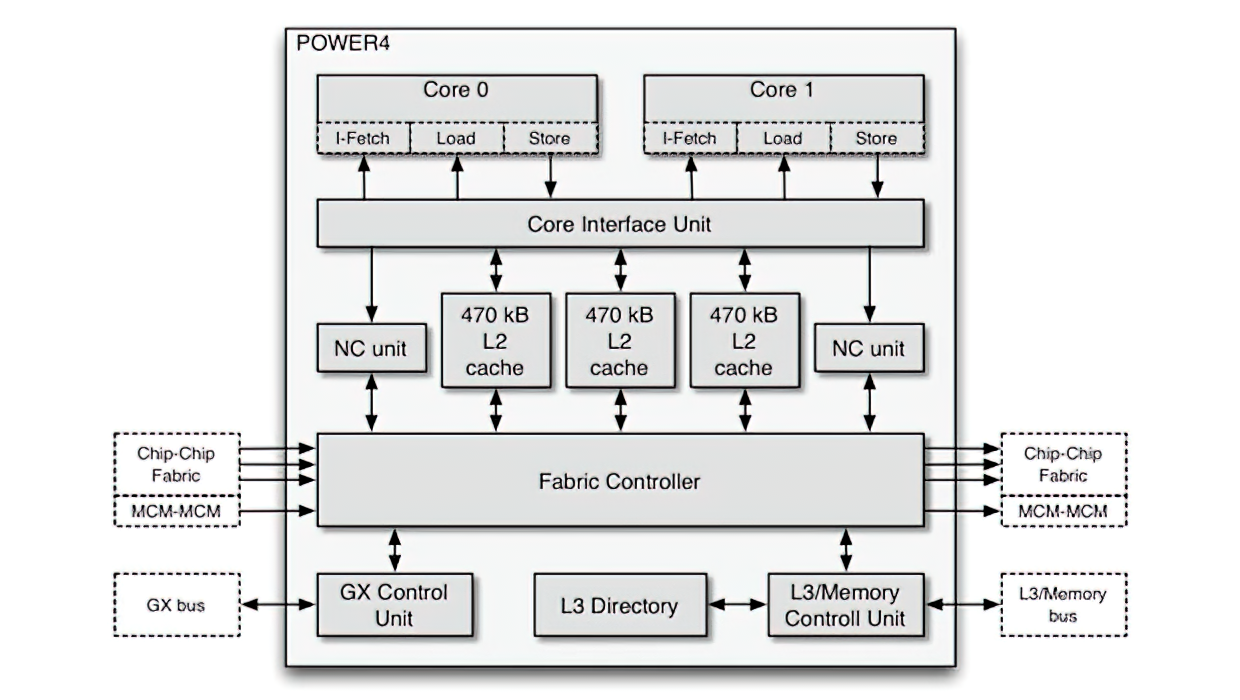 POWER4
Core 0
Core 1
I-Fetch Load Store
I-Fetch Load Store
Core Interface Unit
NC unit
470 kB
L2
cache
470 kB
L2
cache
470 kB
L2
cache
NC unit
Chip-Chip
Fabric
MCM-MCM
Fabric Controller
Chip-Chip
Fabric
MCM-MCM
GX bus
GX Control
Unit
L3 Directory
L3/Memory
Controll Unit
L3/Memory
bus